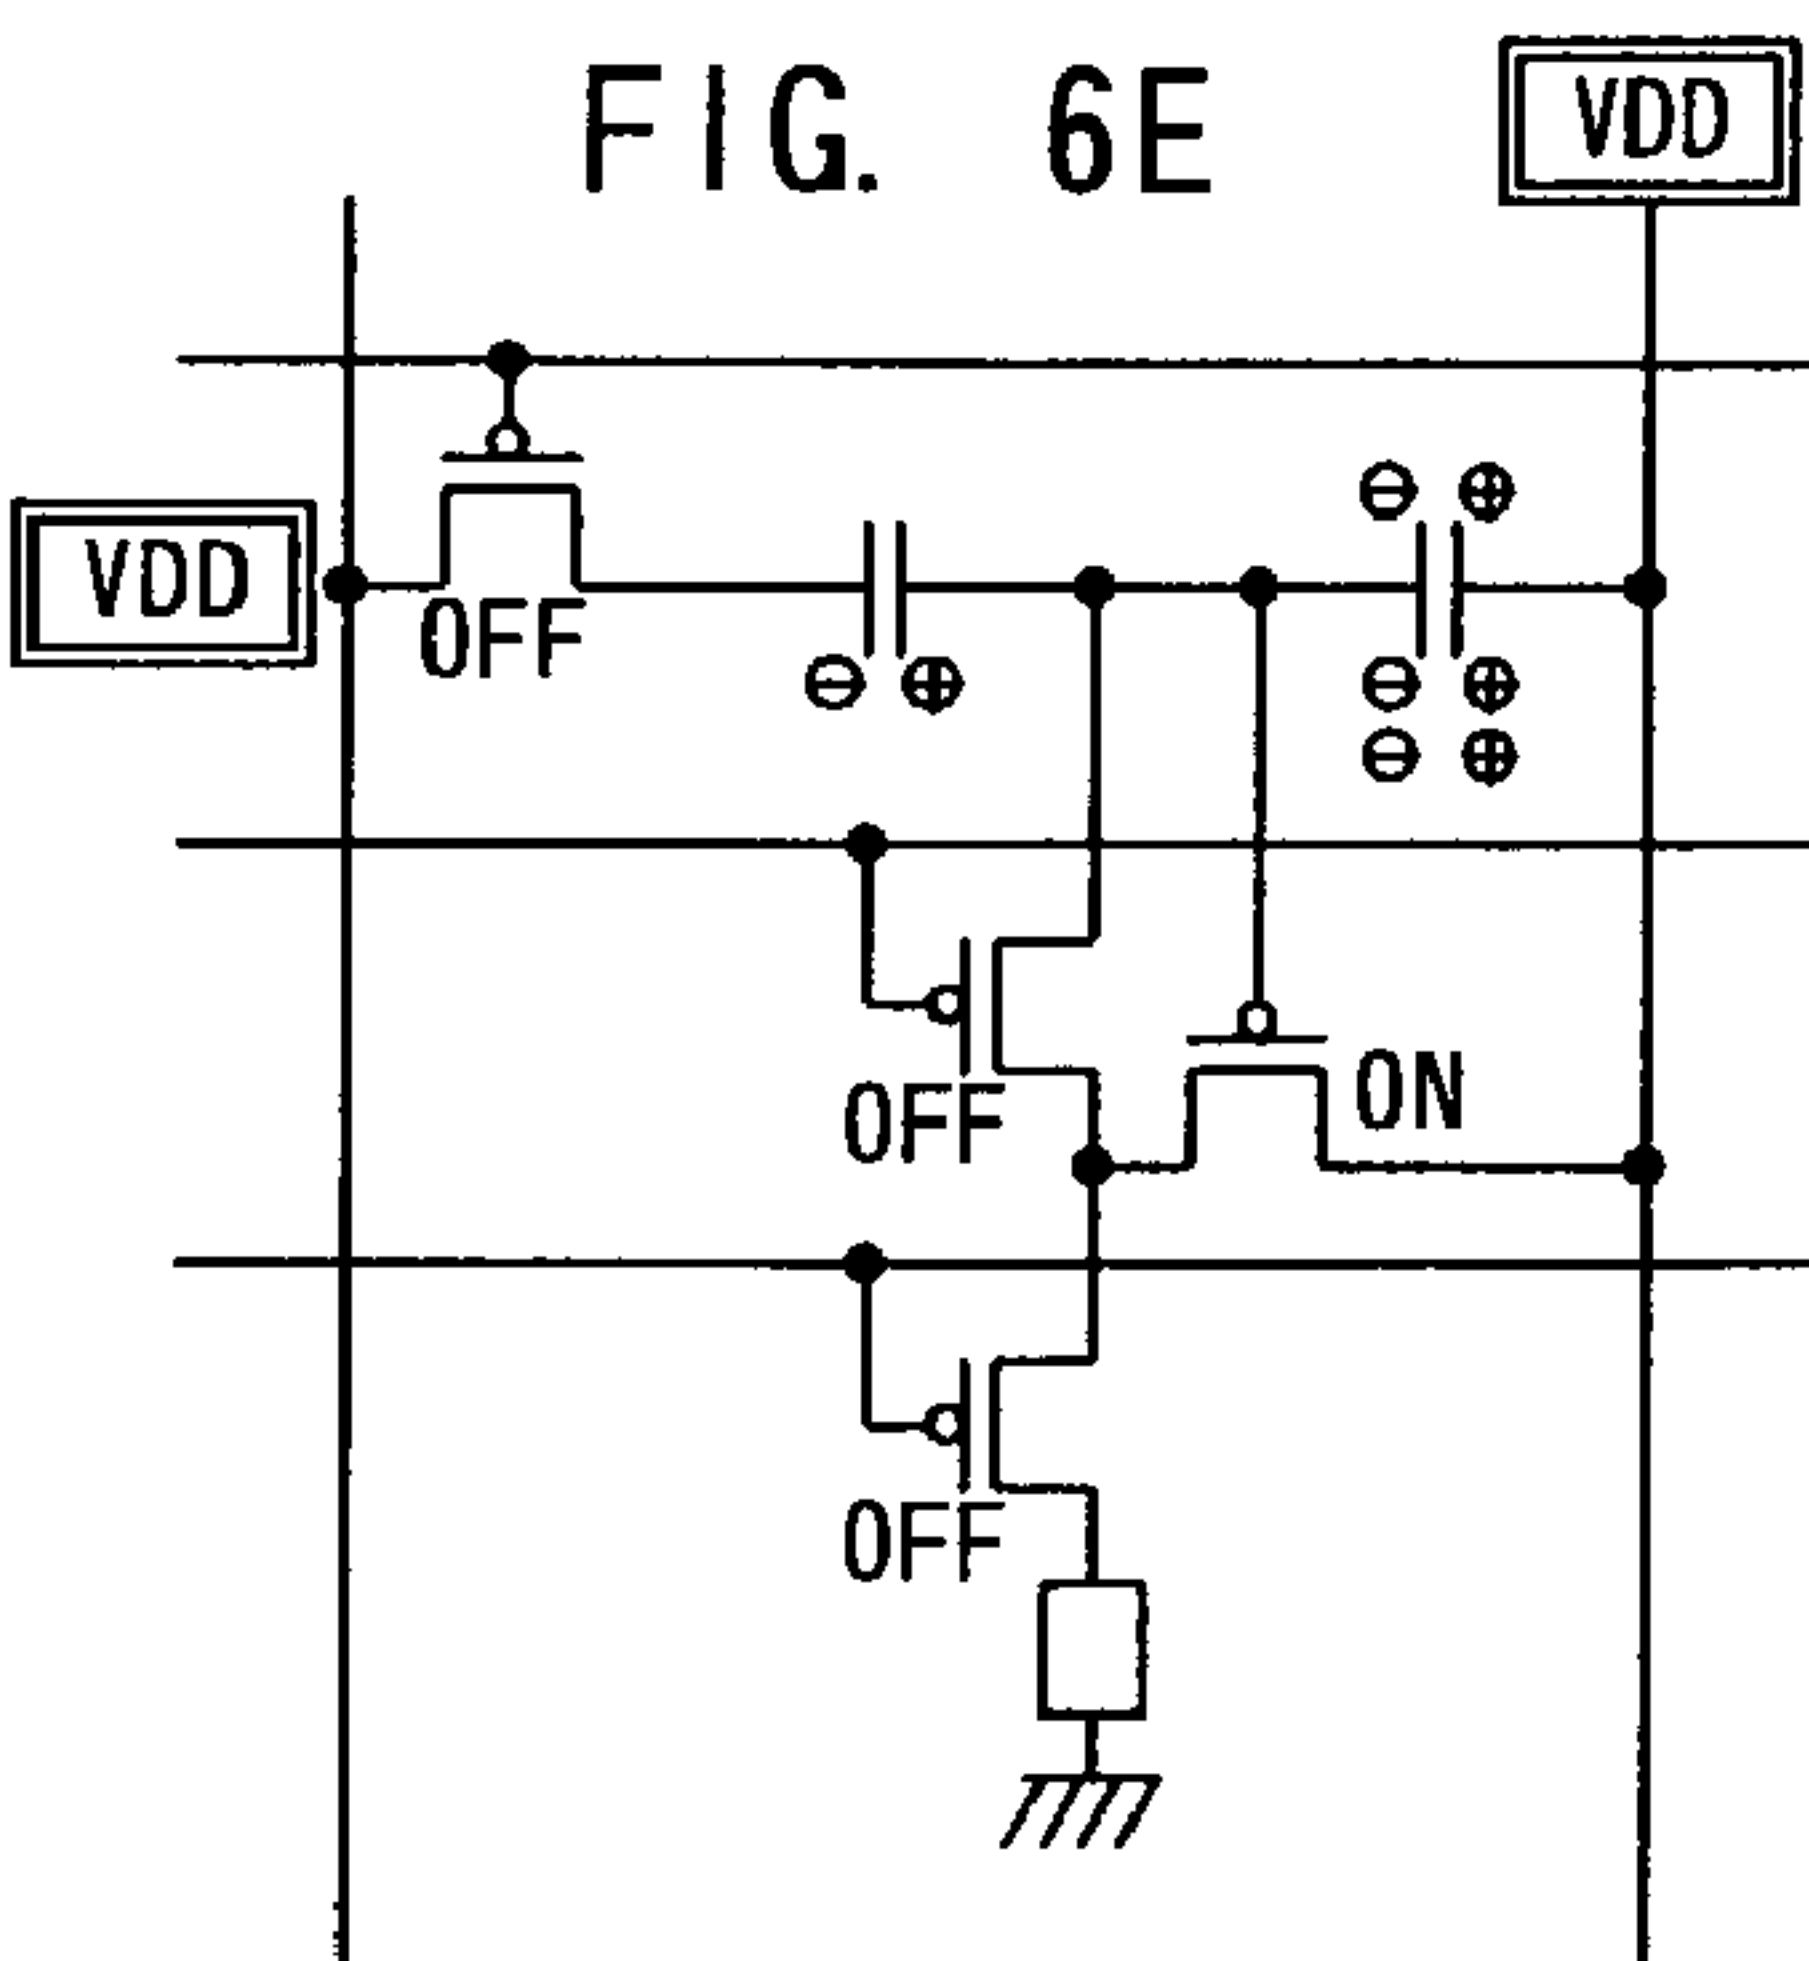 FIG. 6E
VDD
VDD
OFF
⊖ ⊕
⊖ ⊕
⊖ ⊕
⊖ ⊕
OFF
ON
OFF